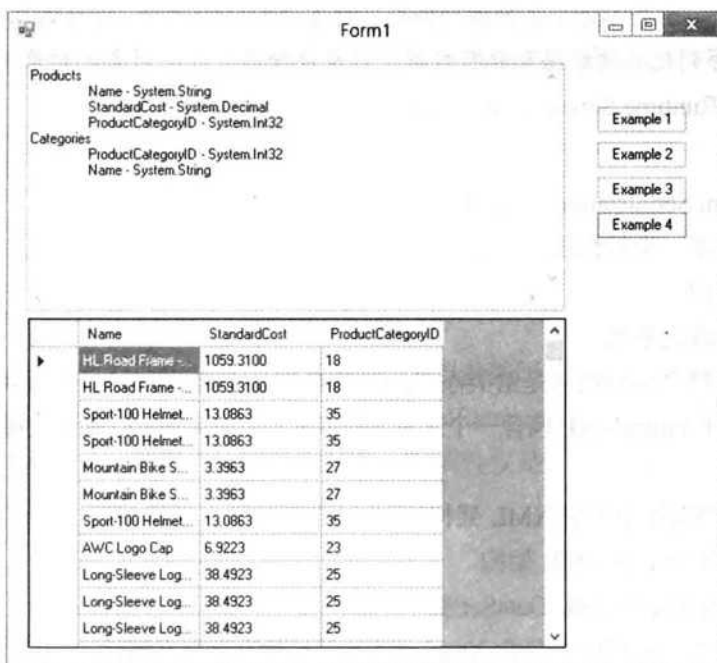 Form1
Products
Name - System.String
StandardCost - System.Decimal
ProductCategoryID - System.Int32
Categories
ProductCategoryID - System.Int32
Name - System.String
Example 1
Example 2
Example 3
Example 4
Name StandardCost ProductCategoryID
HL Road Frame -... 1059.3100 18
HL Road Frame -... 1059.3100 18
Sport-100 Helmet... 13.0863 35
Sport-100 Helmet... 13.0863 35
Mountain Bike S... 3.3963 27
Mountain Bike S... 3.3963 27
Sport-100 Helmet... 13.0863 35
AWC Logo Cap 6.9223 23
Long-Sleeve Log... 38.4923 25
Long-Sleeve Log... 38.4923 25
Long-Sleeve Log... 38.4923 25